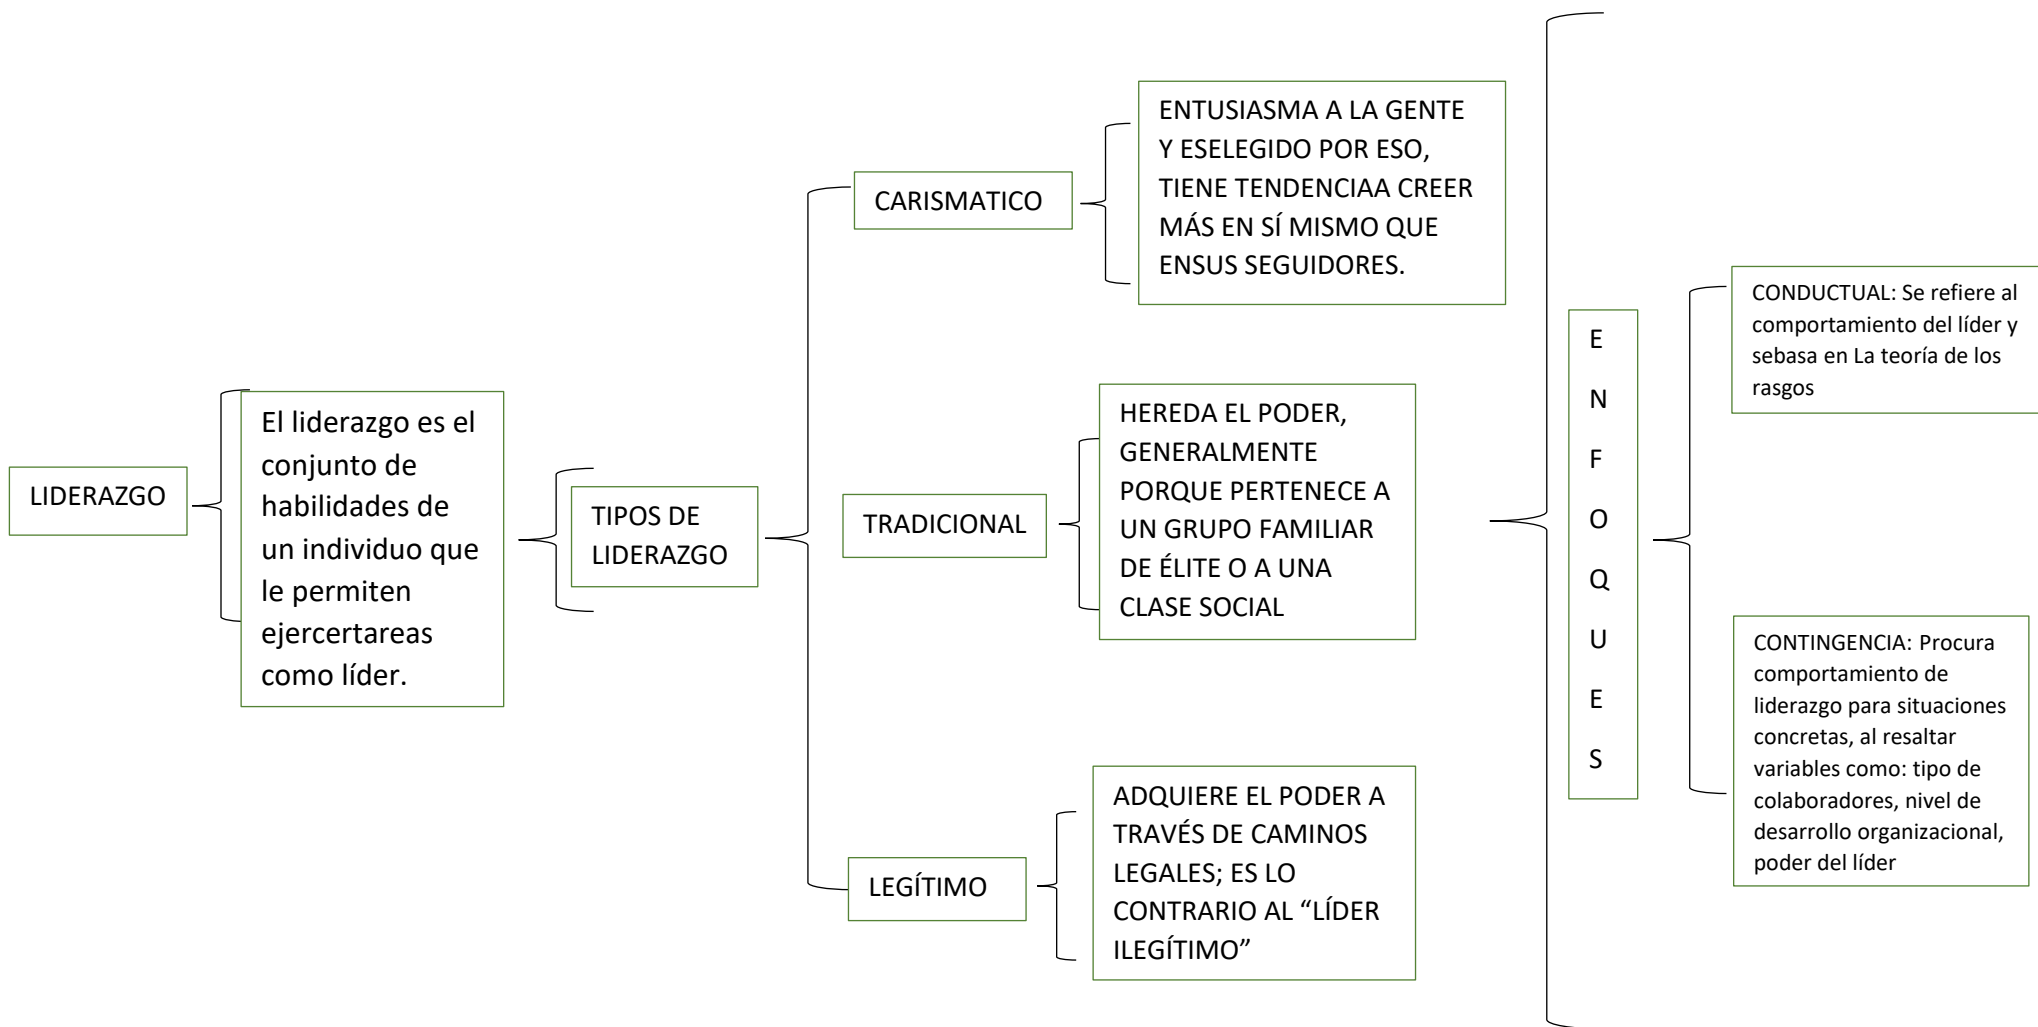 LIDERAZGO
El liderazgo es el
conjunto de
habilidades de
un individuo que
le permiten
ejercertareas
como líder.
TIPOS DE
LIDERAZGO
CARISMATICO
ENTUSIASMA A LA GENTE
Y ESELEGIDO POR ESO,
TIENE TENDENCIAA CREER
MÁS EN SÍ MISMO QUE
ENSUS SEGUIDORES.
TRADICIONAL
HEREDA EL PODER,
GENERALMENTE
PORQUE PERTENECE A
UN GRUPO FAMILIAR
DE ÉLITE O A UNA
CLASE SOCIAL
LEGÍTIMO
ADQUIERE EL PODER A
TRAVÉS DE CAMINOS
LEGALES; ES LO
CONTRARIO AL “LÍDER
ILEGÍTIMO”
E
N
F
O
Q
U
E
S
CONDUCTUAL: Se refiere al
comportamiento del líder y
sebasa en La teoría de los
rasgos
CONTINGENCIA: Procura
comportamiento de
liderazgo para situaciones
concretas, al resaltar
variables como: tipo de
colaboradores, nivel de
desarrollo organizacional,
poder del líder